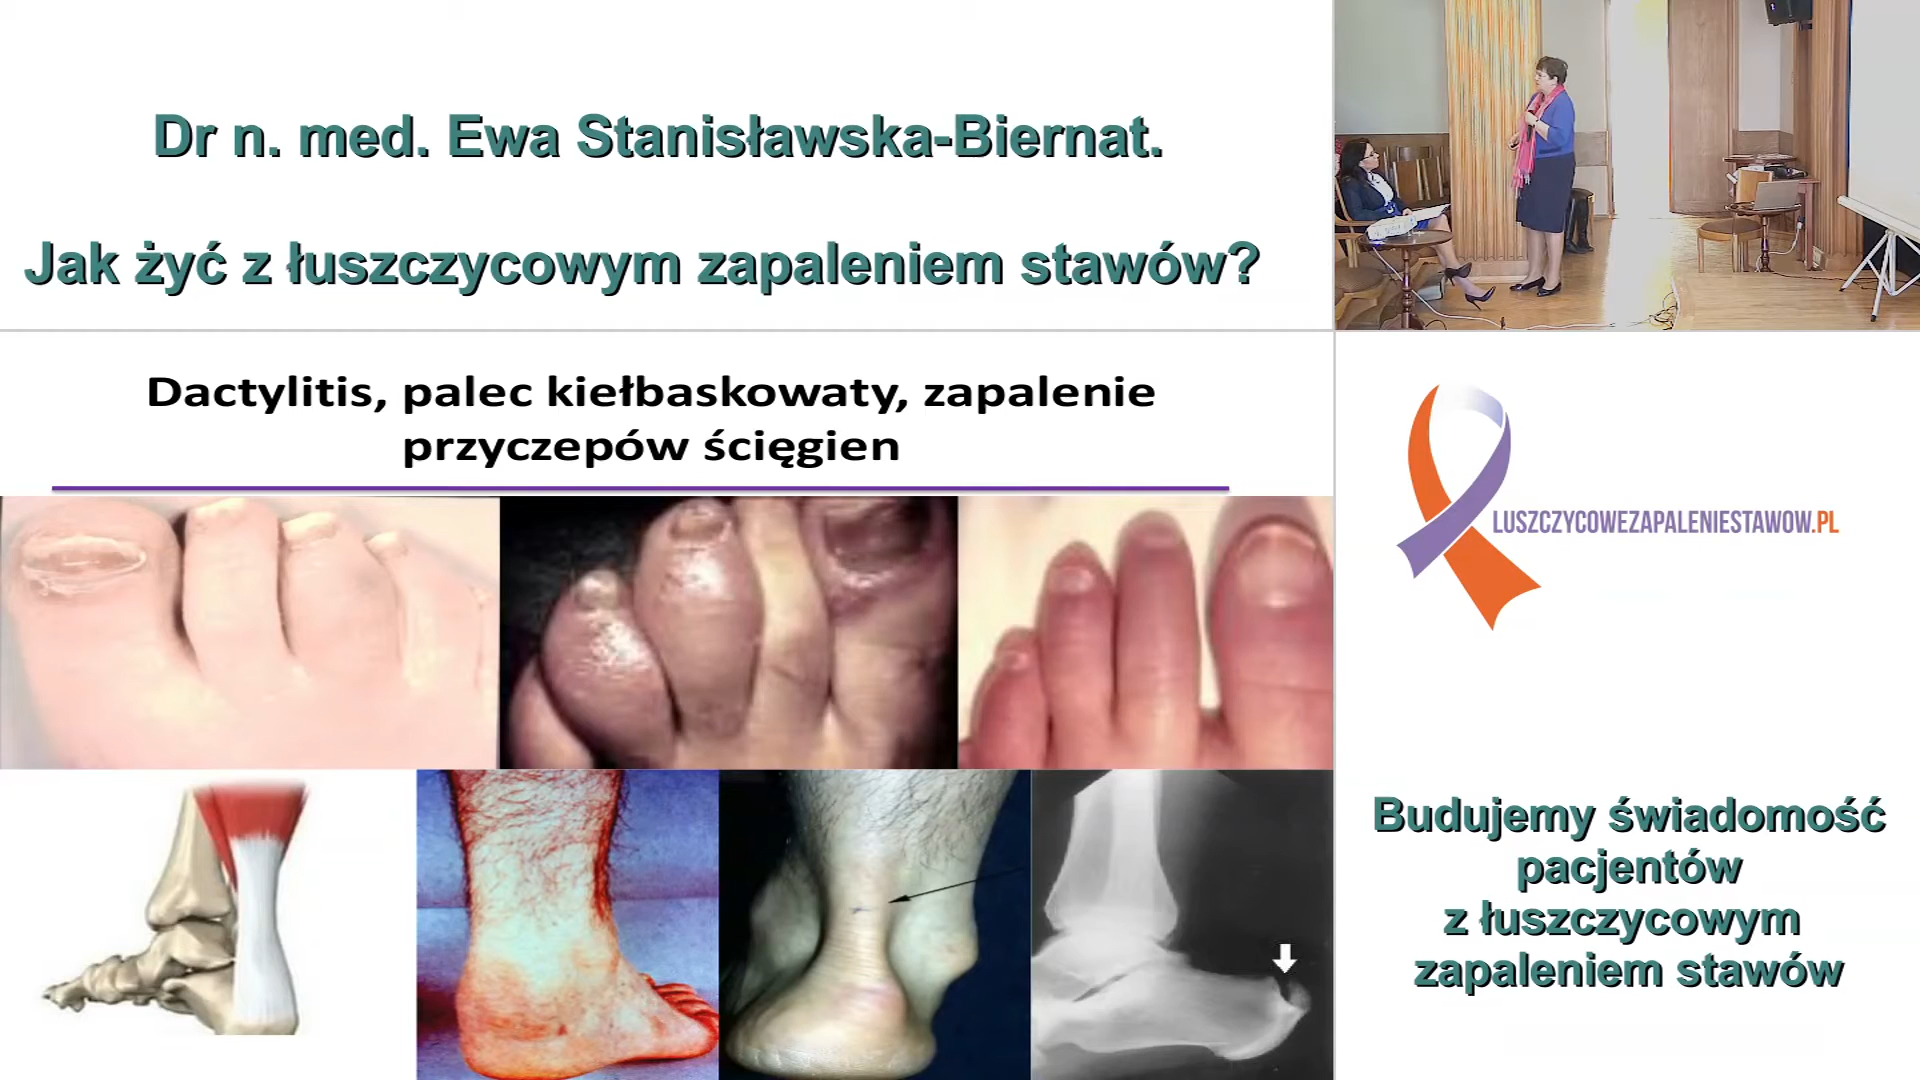 Dr n. med. Ewa Stanisławska-Biernat.
Jak żyć z łuszczycowym zapaleniem stawów?
Dactylitis, palec kiełbaskowaty, zapalenie
przyczepów ścięgien
LUSZCZYCOWEZAPALENIESTAWOW.PL
Budujemy świadomość
pacjentów
z łuszczycowym
zapaleniem stawów